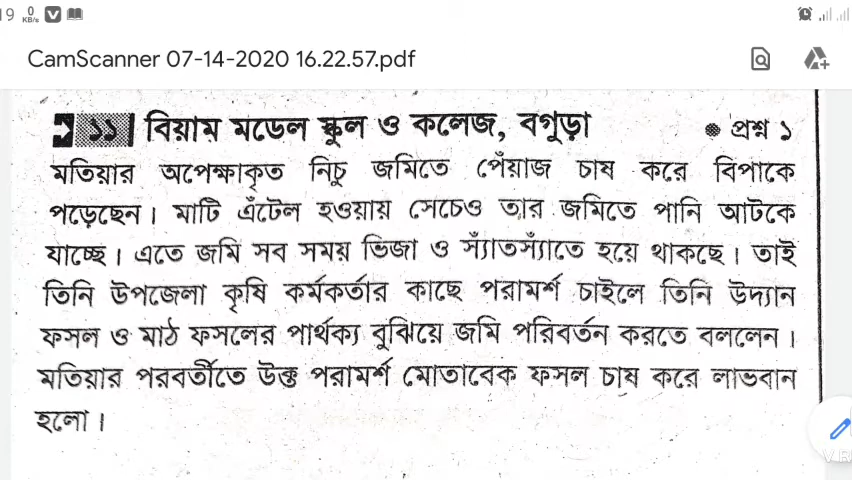 19 0 KB/s
CamScanner 07-14-2020 16.22.57.pdf
১১ বিয়াম মডেল স্কুল ও কলেজ, বগুড়া ● প্রশ্ন ১
মতিয়ার অপেক্ষাকৃত নিচু জমিতে পেঁয়াজ চাষ করে বিপাকে
পড়েছেন। মাটি এঁটেল হওয়ায় সেচেও তার জমিতে পানি আটকে
যাচ্ছে। এতে জমি সব সময় ভিজা ও স্যাঁতস্যাঁতে হয়ে থাকছে। তাই
তিনি উপজেলা কৃষি কর্মকর্তার কাছে পরামর্শ চাইলে তিনি উদ্যান
ফসল ও মাঠ ফসলের পার্থক্য বুঝিয়ে জমি পরিবর্তন করতে বললেন।
মতিয়ার পরবর্তীতে উক্ত পরামর্শ মোতাবেক ফসল চাষ করে লাভবান
হলো।